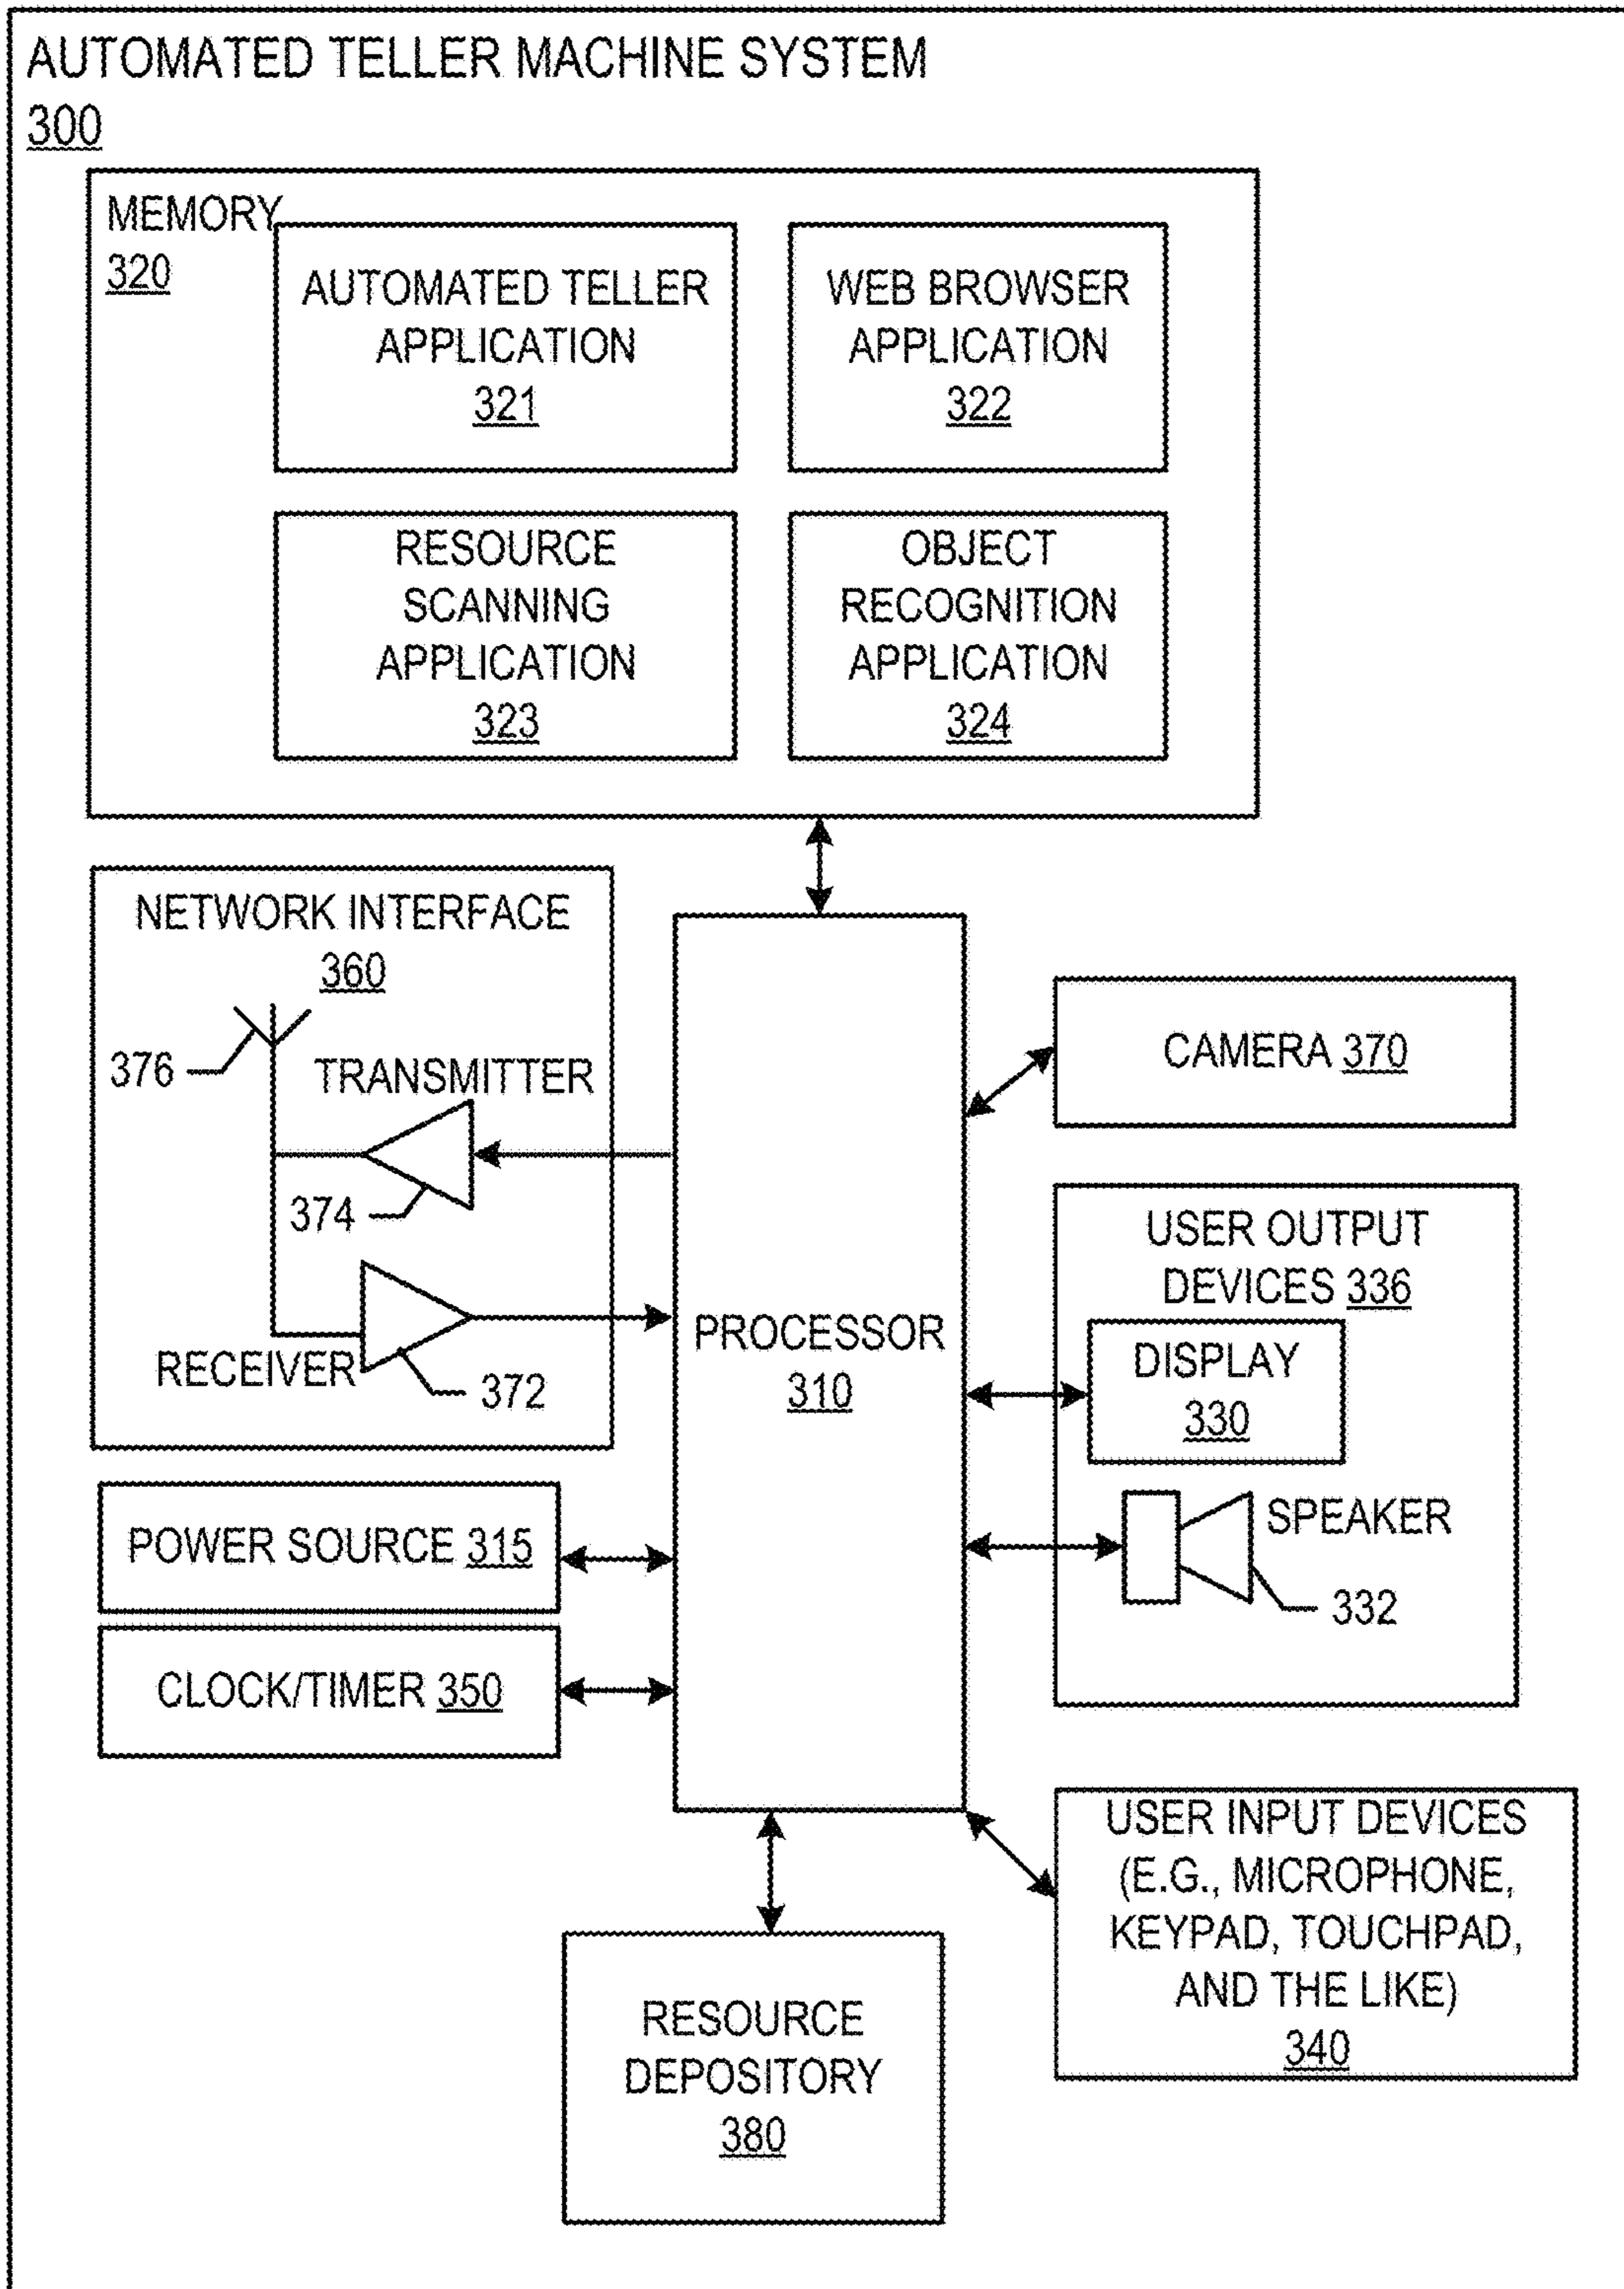 AUTOMATED TELLER MACHINE SYSTEM
300
MEMORY
320
AUTOMATED TELLER
APPLICATION
321
WEB BROWSER
APPLICATION
322
RESOURCE
SCANNING
APPLICATION
323
OBJECT
RECOGNITION
APPLICATION
324
NETWORK INTERFACE
360
376
TRANSMITTER
374
RECEIVER
372
PROCESSOR
310
CAMERA 370
USER OUTPUT
DEVICES 336
DISPLAY
330
SPEAKER
332
POWER SOURCE 315
CLOCK/TIMER 350
USER INPUT DEVICES
(E.G., MICROPHONE,
KEYPAD, TOUCHPAD,
AND THE LIKE)
340
RESOURCE
DEPOSITORY
380